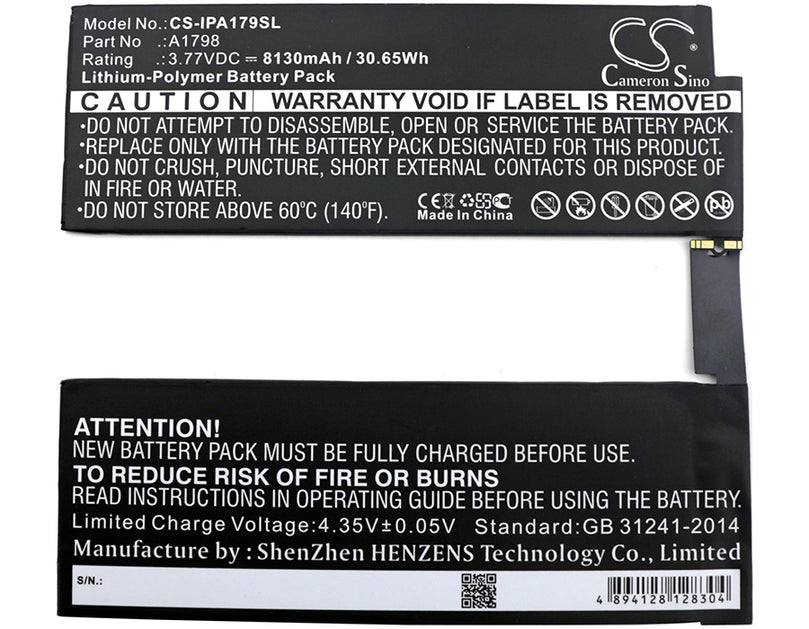 Model No.:CS-IPA179SL
Part No   .:A1798
Rating   .: 3.77VDC ⎓ 8130mAh / 30.65Wh
Lithium-Polymer Battery Pack
CS
®
Cameron Sino
CAUTION WARRANTY VOID IF LABEL IS REMOVED
•DO NOT ATTEMPT TO DISASSEMBLE, OPEN OR SERVICE THE BATTERY PACK.
•REPLACE ONLY WITH THE BATTERY PACK DESIGNATED FOR THIS PRODUCT.
•DO NOT CRUSH, PUNCTURE, SHORT EXTERNAL CONTACTS OR DISPOSE OF
IN FIRE OR WATER.
•DO NOT STORE ABOVE 60°C (140°F).
CE
Made In China
Pb
ATTENTION!
NEW BATTERY PACK MUST BE FULLY CHARGED BEFORE USE.
TO REDUCE RISK OF FIRE OR BURNS
READ INSTRUCTIONS IN OPERATING GUIDE BEFORE USING THE BATTERY.
Limited Charge Voltage:4.35V±0.05V Standard:GB 31241-2014
Manufacture by : ShenZhen HENZENS Technology Co., Limited
S/N.:
4 894128 128304